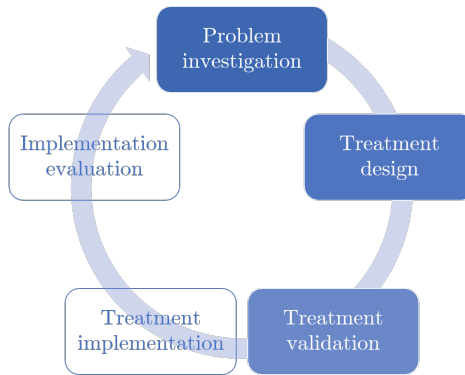 Problem
investigation
Treatment
design
Treatment
validation
Treatment
implementation
Implementation
evaluation